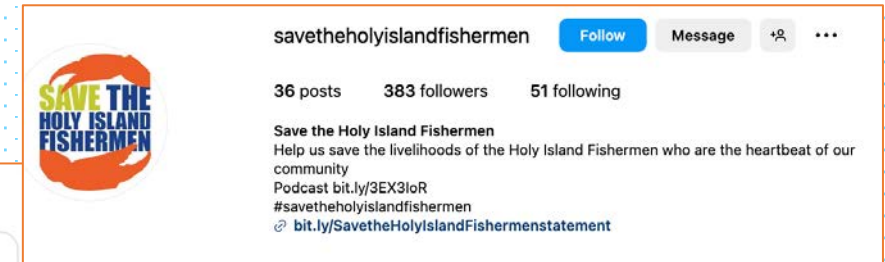 SAVE THE
HOLY ISLAND
FISHERMEN
savetheholyislandfishermen Follow Message
36 posts 383 followers 51 following
Save the Holy Island Fishermen
Help us save the livelihoods of the Holy Island Fishermen who are the heartbeat of our
community
Podcast bit.ly/3EX3IoR
#savetheholyislandfishermen
bit.ly/SavetheHolyIslandFishermenstatement